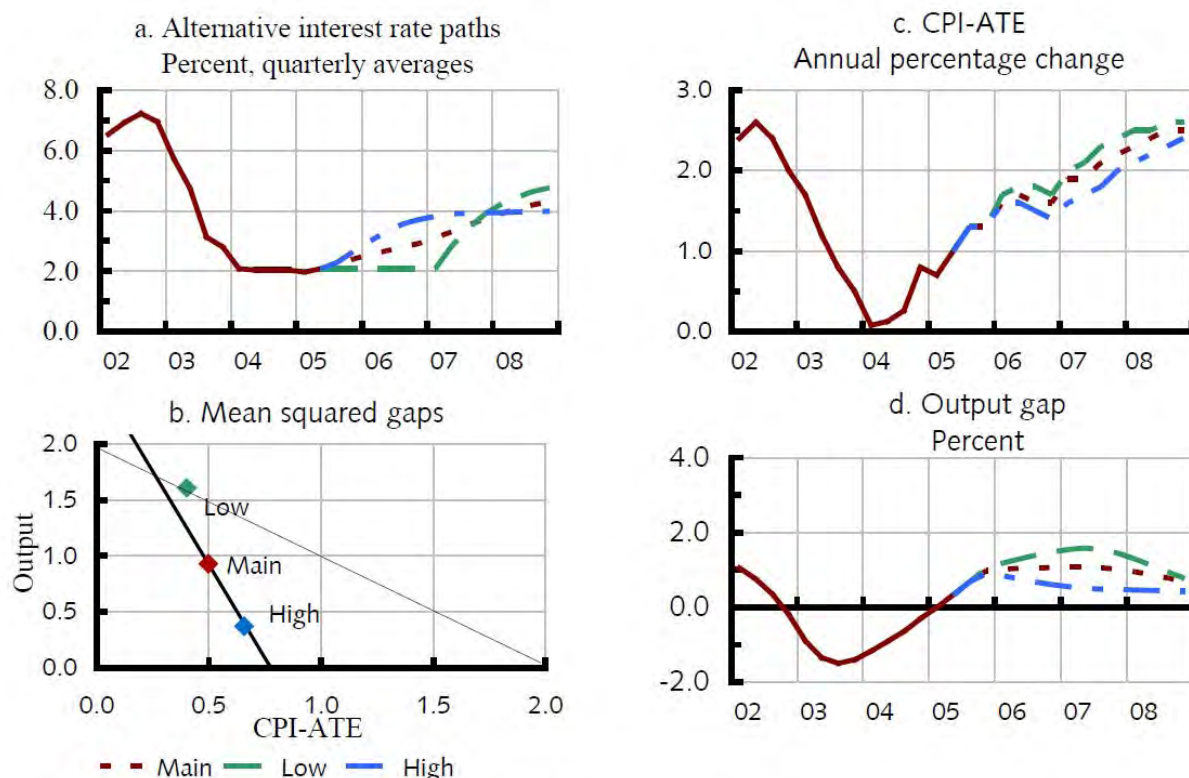 a. Alternative interest rate paths
Percent, quarterly averages
8.0
6.0
4.0
2.0
0.0
02 03 04 05 06 07 08
b. Mean squared gaps
2.0
1.5
1.0
0.5
0.0
Output
Low
Main
High
0.0 0.5 1.0 1.5 2.0
CPI-ATE
c. CPI-ATE
Annual percentage change
3.0
2.0
1.0
0.0
02 03 04 05 06 07 08
d. Output gap
Percent
4.0
2.0
0.0
-2.0
02 03 04 05 06 07 08
Main Low High